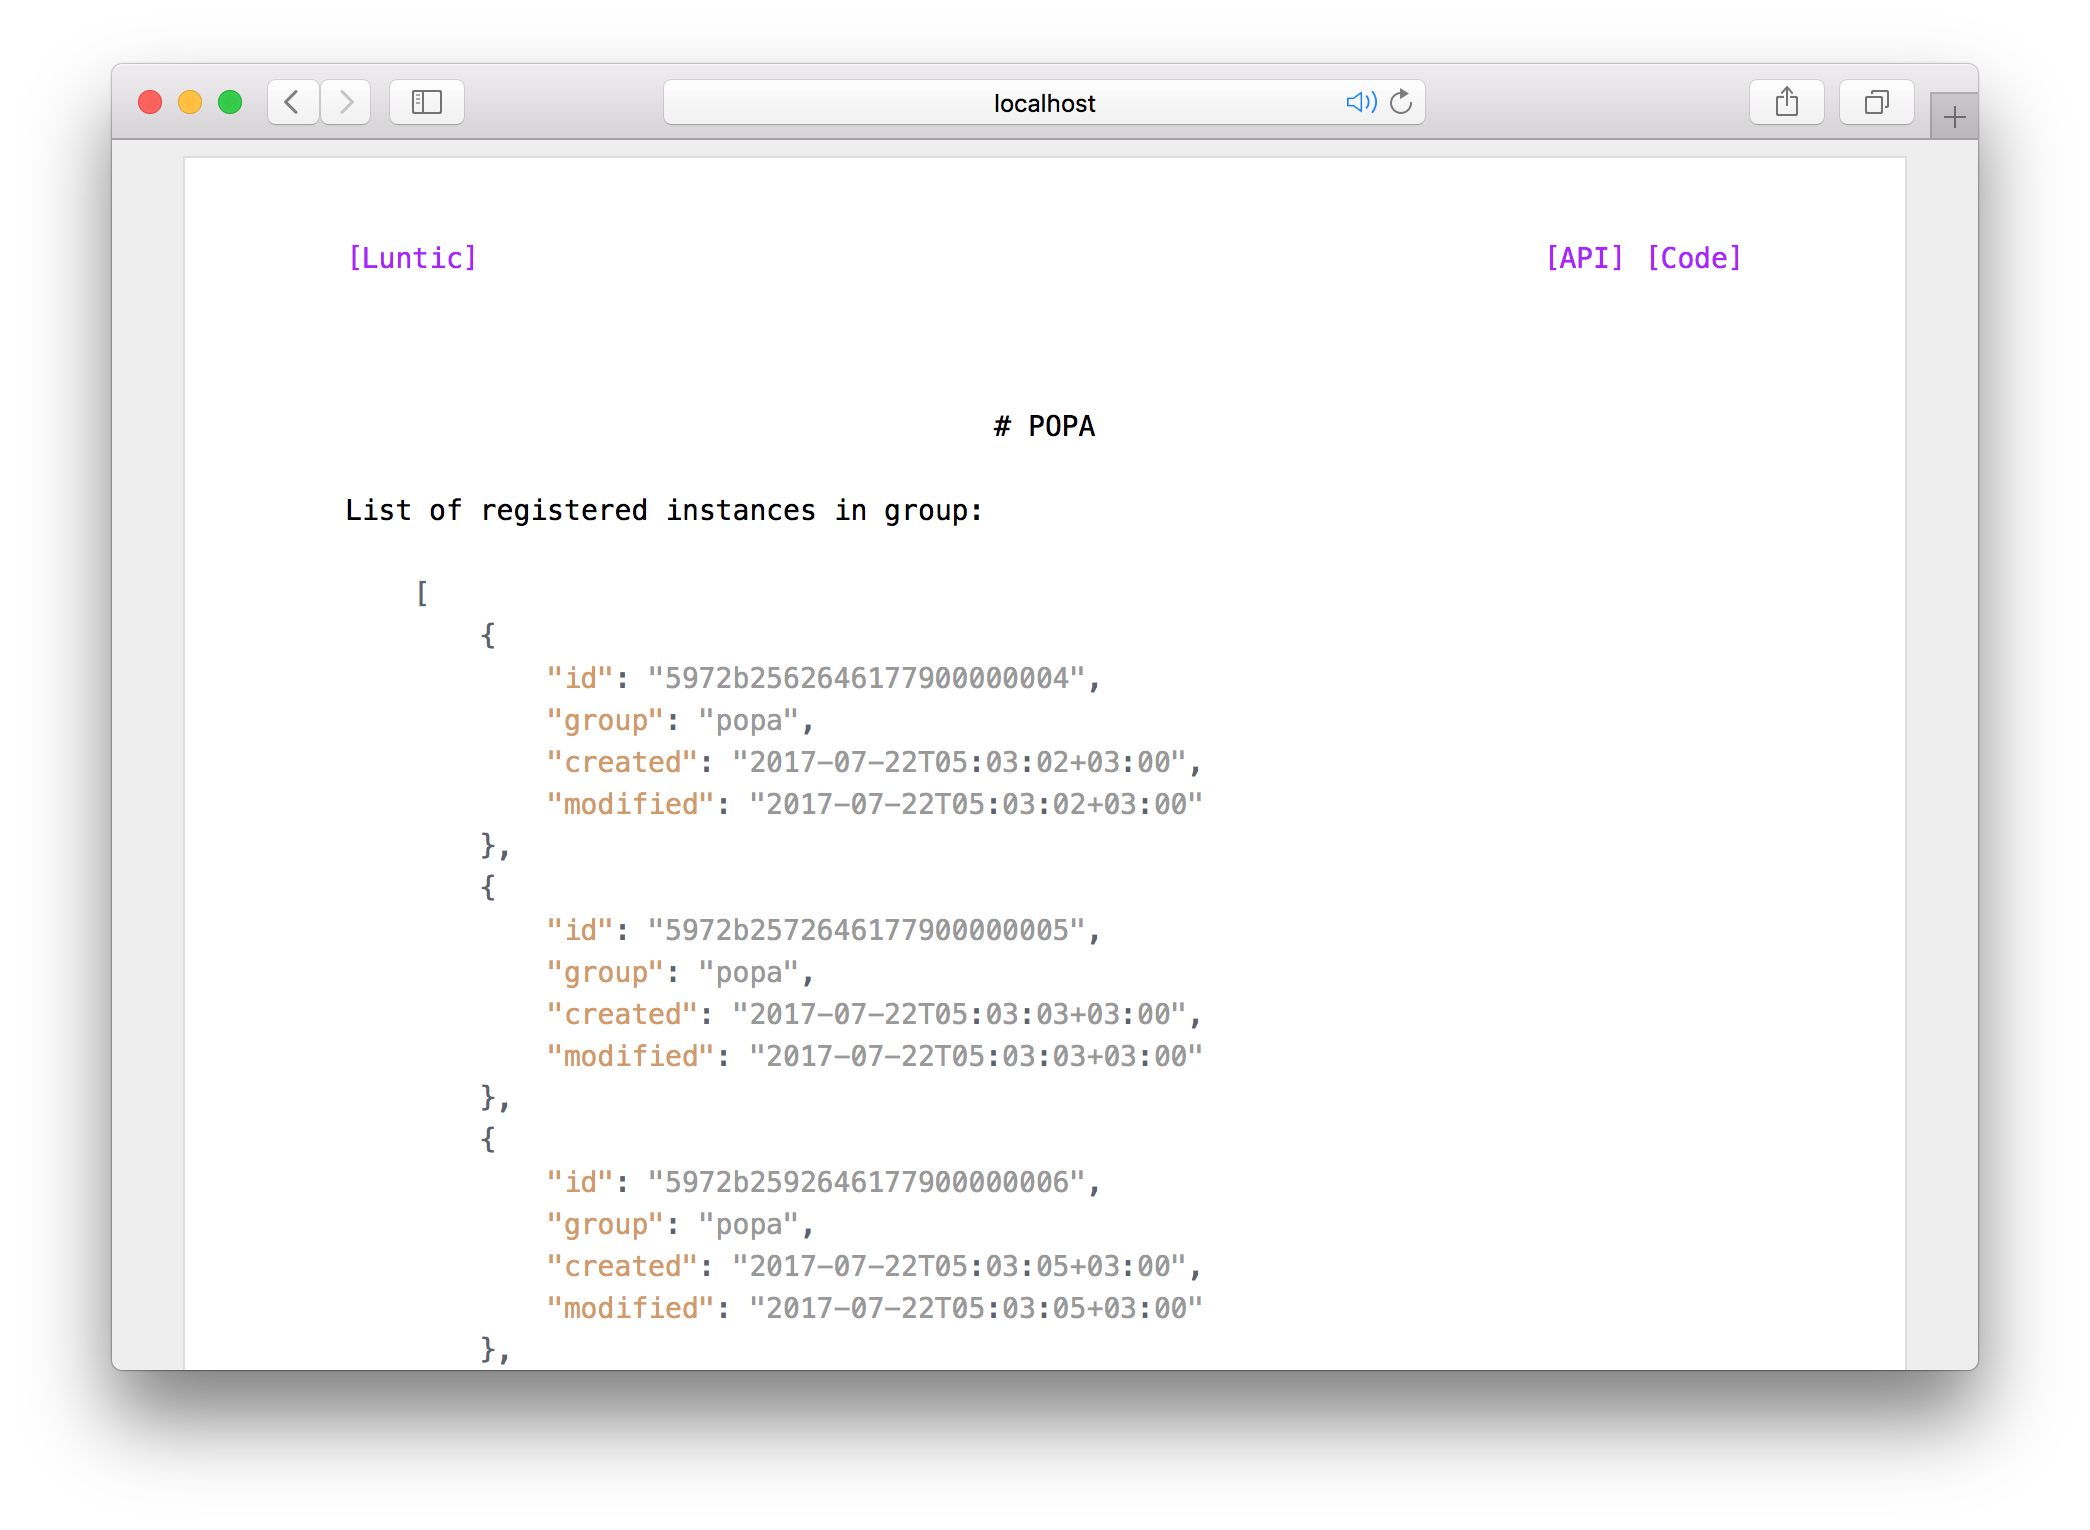 localhost
[Luntic] [API] [Code]
# POPA
List of registered instances in group:
[
{
"id": "5972b2562646177900000004",
"group": "popa",
"created": "2017-07-22T05:03:02+03:00",
"modified": "2017-07-22T05:03:02+03:00"
},
{
"id": "5972b2572646177900000005",
"group": "popa",
"created": "2017-07-22T05:03:03+03:00",
"modified": "2017-07-22T05:03:03+03:00"
},
{
"id": "5972b2592646177900000006",
"group": "popa",
"created": "2017-07-22T05:03:05+03:00",
"modified": "2017-07-22T05:03:05+03:00"
},